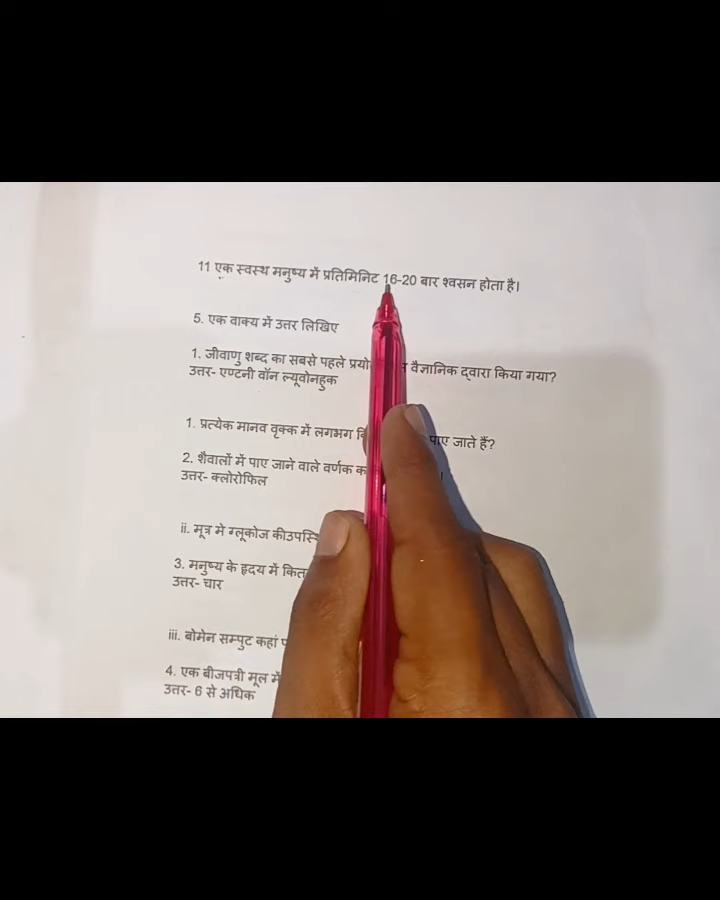 11 एक स्वस्थ मनुष्य में प्रतिमिनिट 16-20 बार श्वसन होता है।
5. एक वाक्य में उत्तर लिखिए
1. जीवाणु शब्द का सबसे पहले वैज्ञानिक द्वारा किया गया?
उत्तर- एण्टनी वॉन ल्यूवोनहुक
1. प्रत्येक मानव वृक्क में लगभग पाए जाते हैं?
2. शैवालों में पाए जाने वाले वर्णक
उत्तर- क्लोरोफिल
ii. मूत्र मे ग्लूकोज
3. मनुष्य के हृदय में
उत्तर- चार
iii. बोमेन सम्पुट कहां
4. एक बीजपत्री मूल में
उत्तर- 6 से अधिक